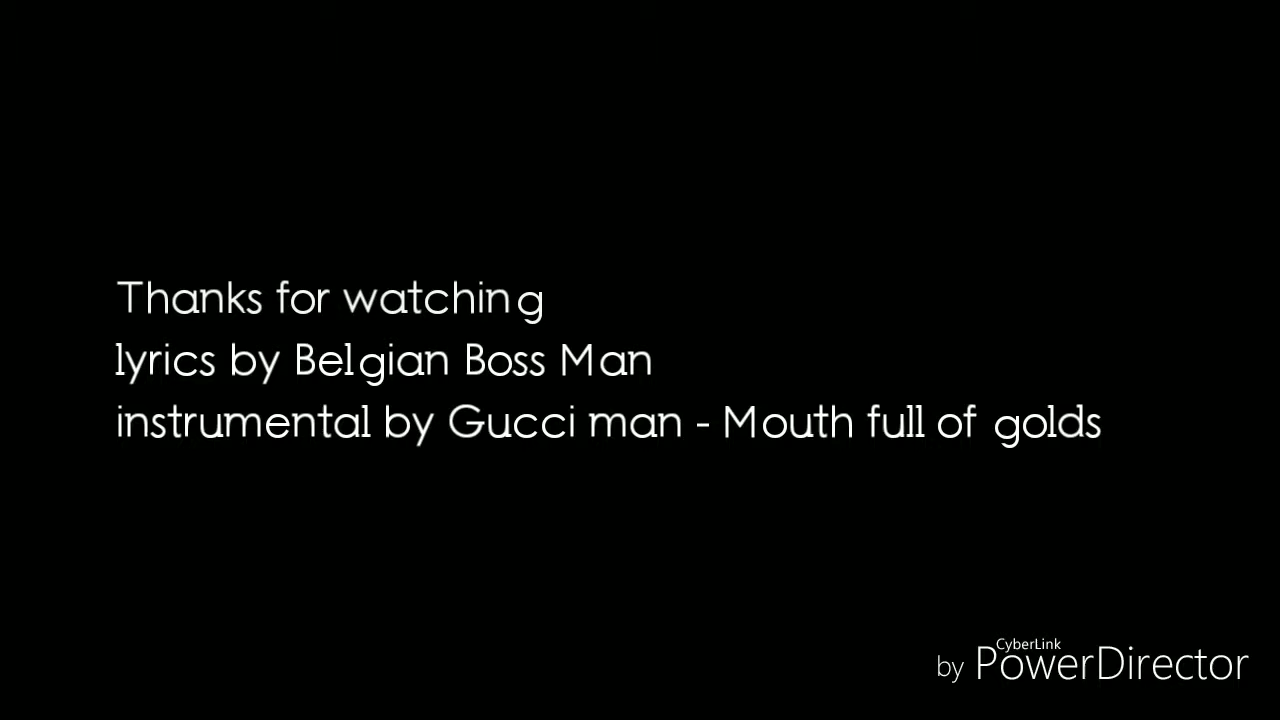 Thanks for watching
lyrics by Belgian Boss Man
instrumental by Gucci man - Mouth full of golds
CyberLink
by PowerDirector